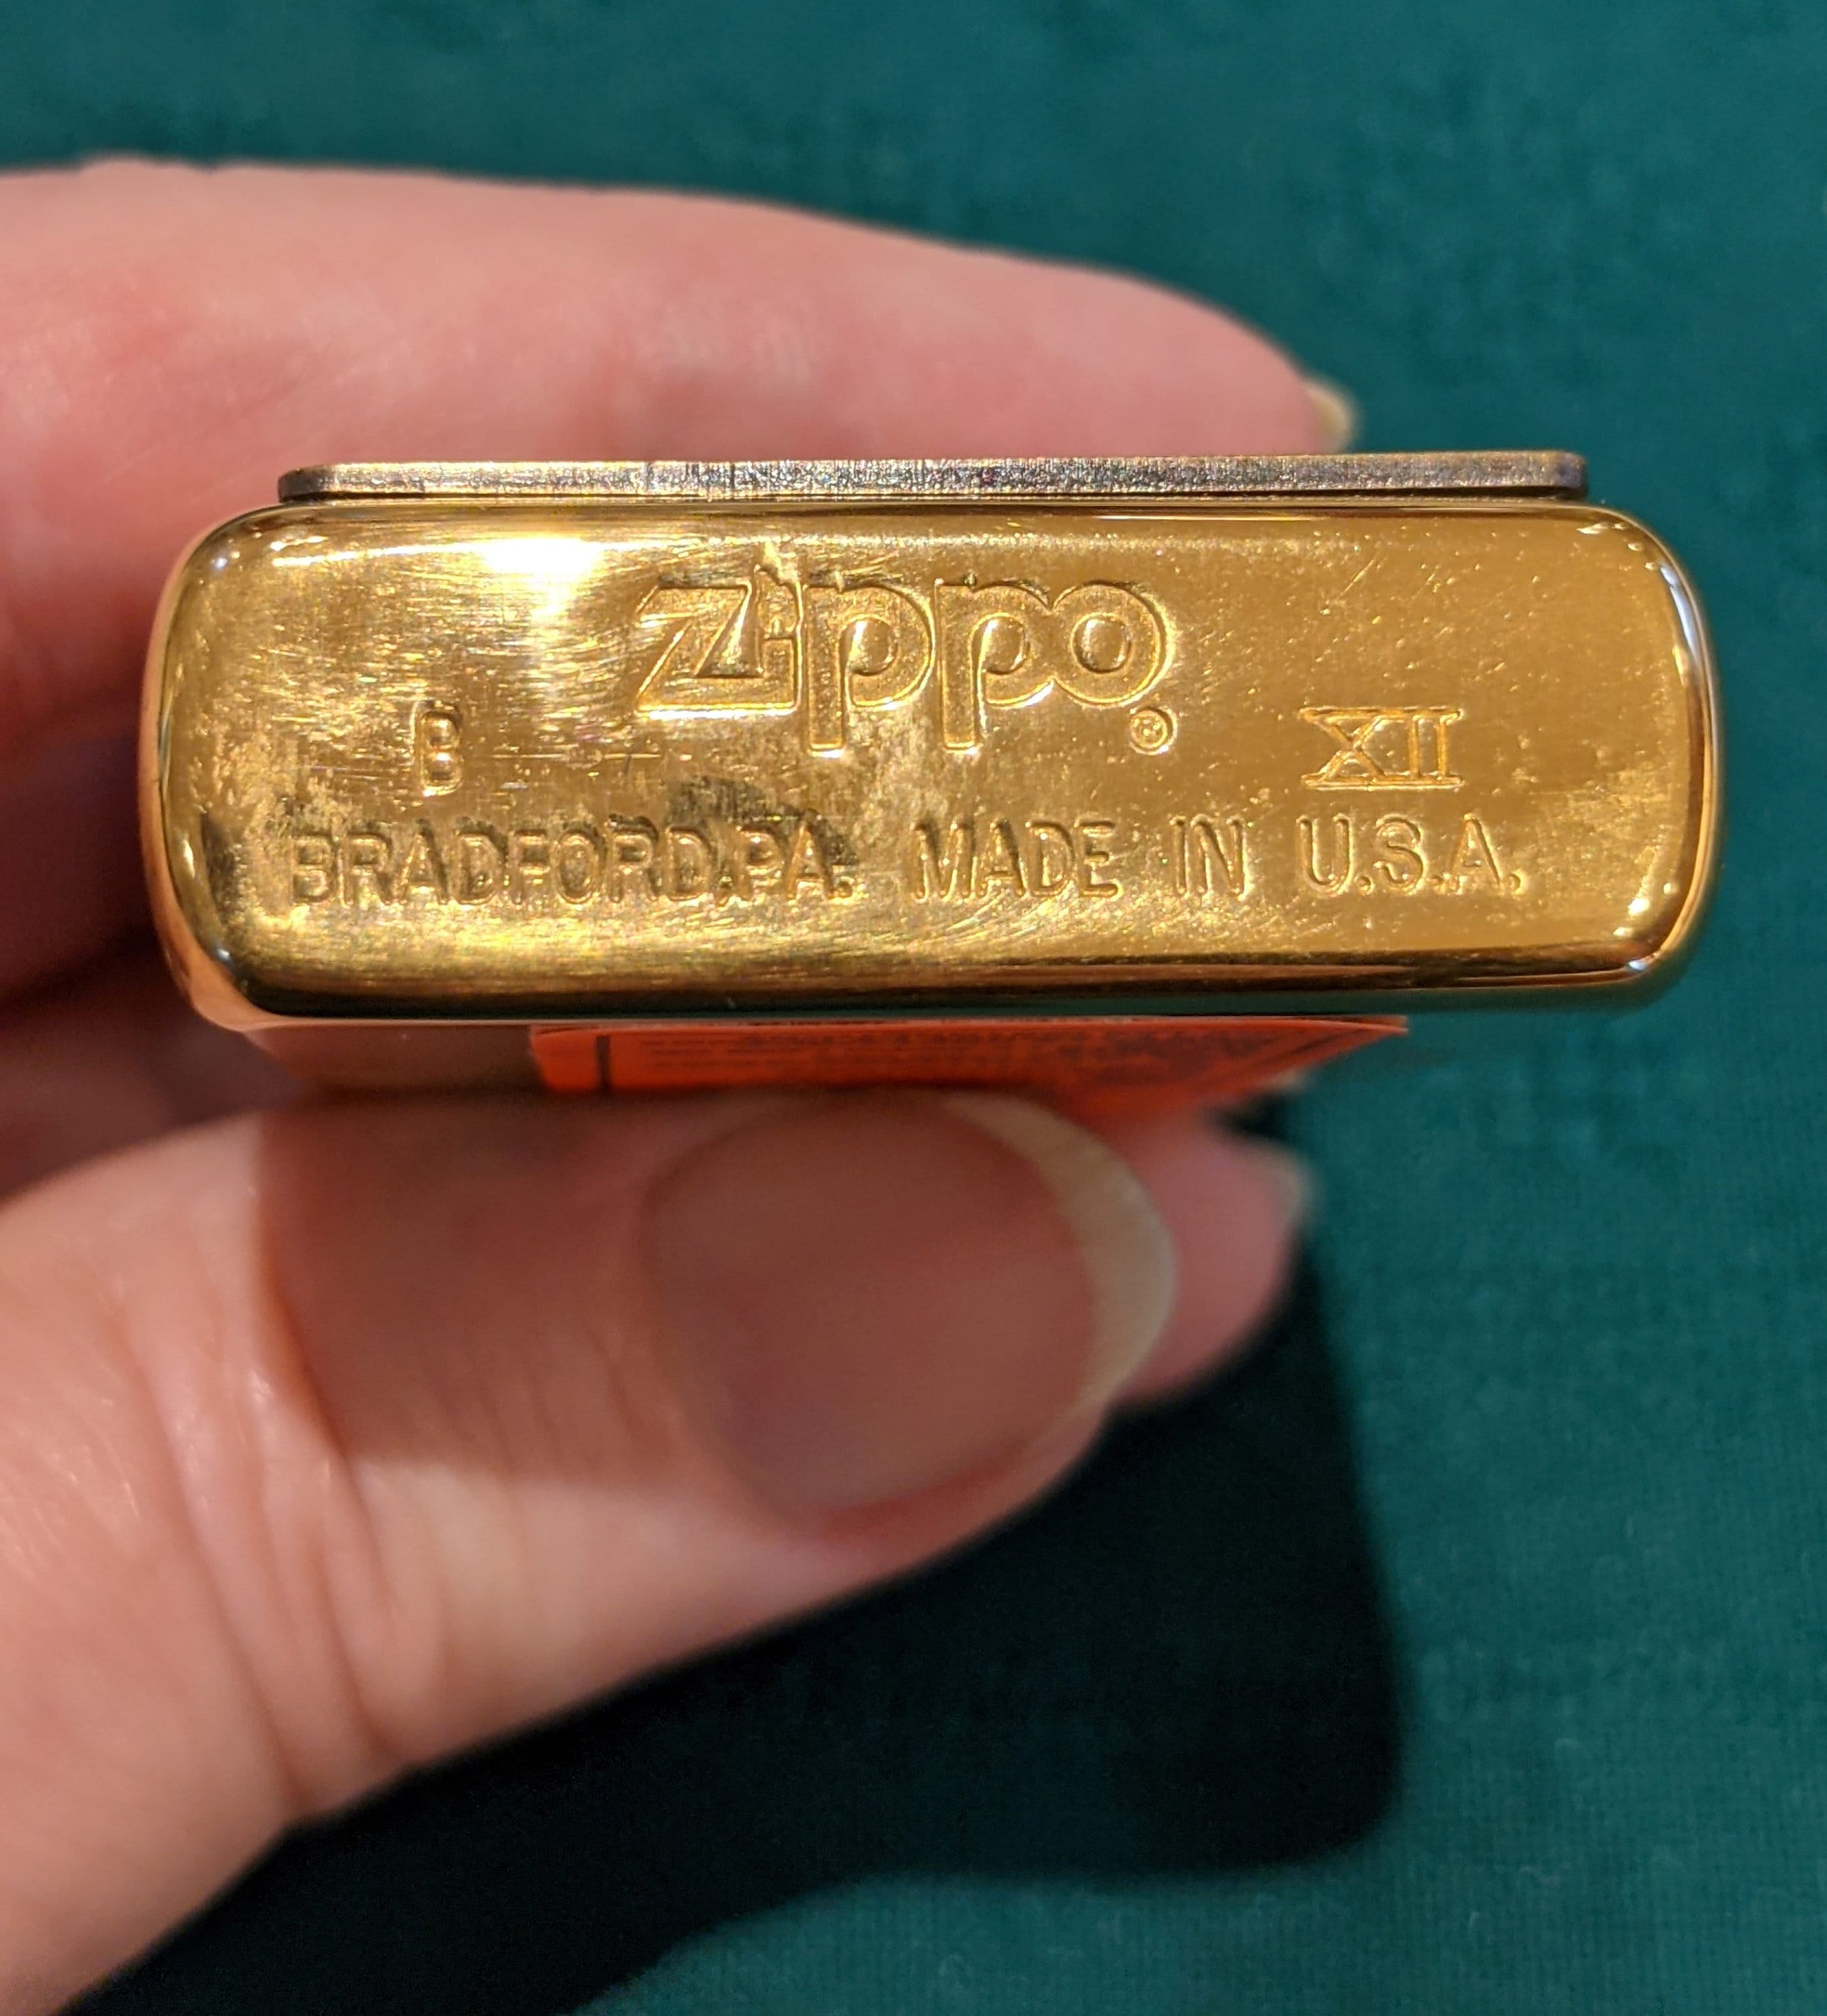 Zippo ®
B XII
BRADFORD,PA. MADE IN U.S.A.